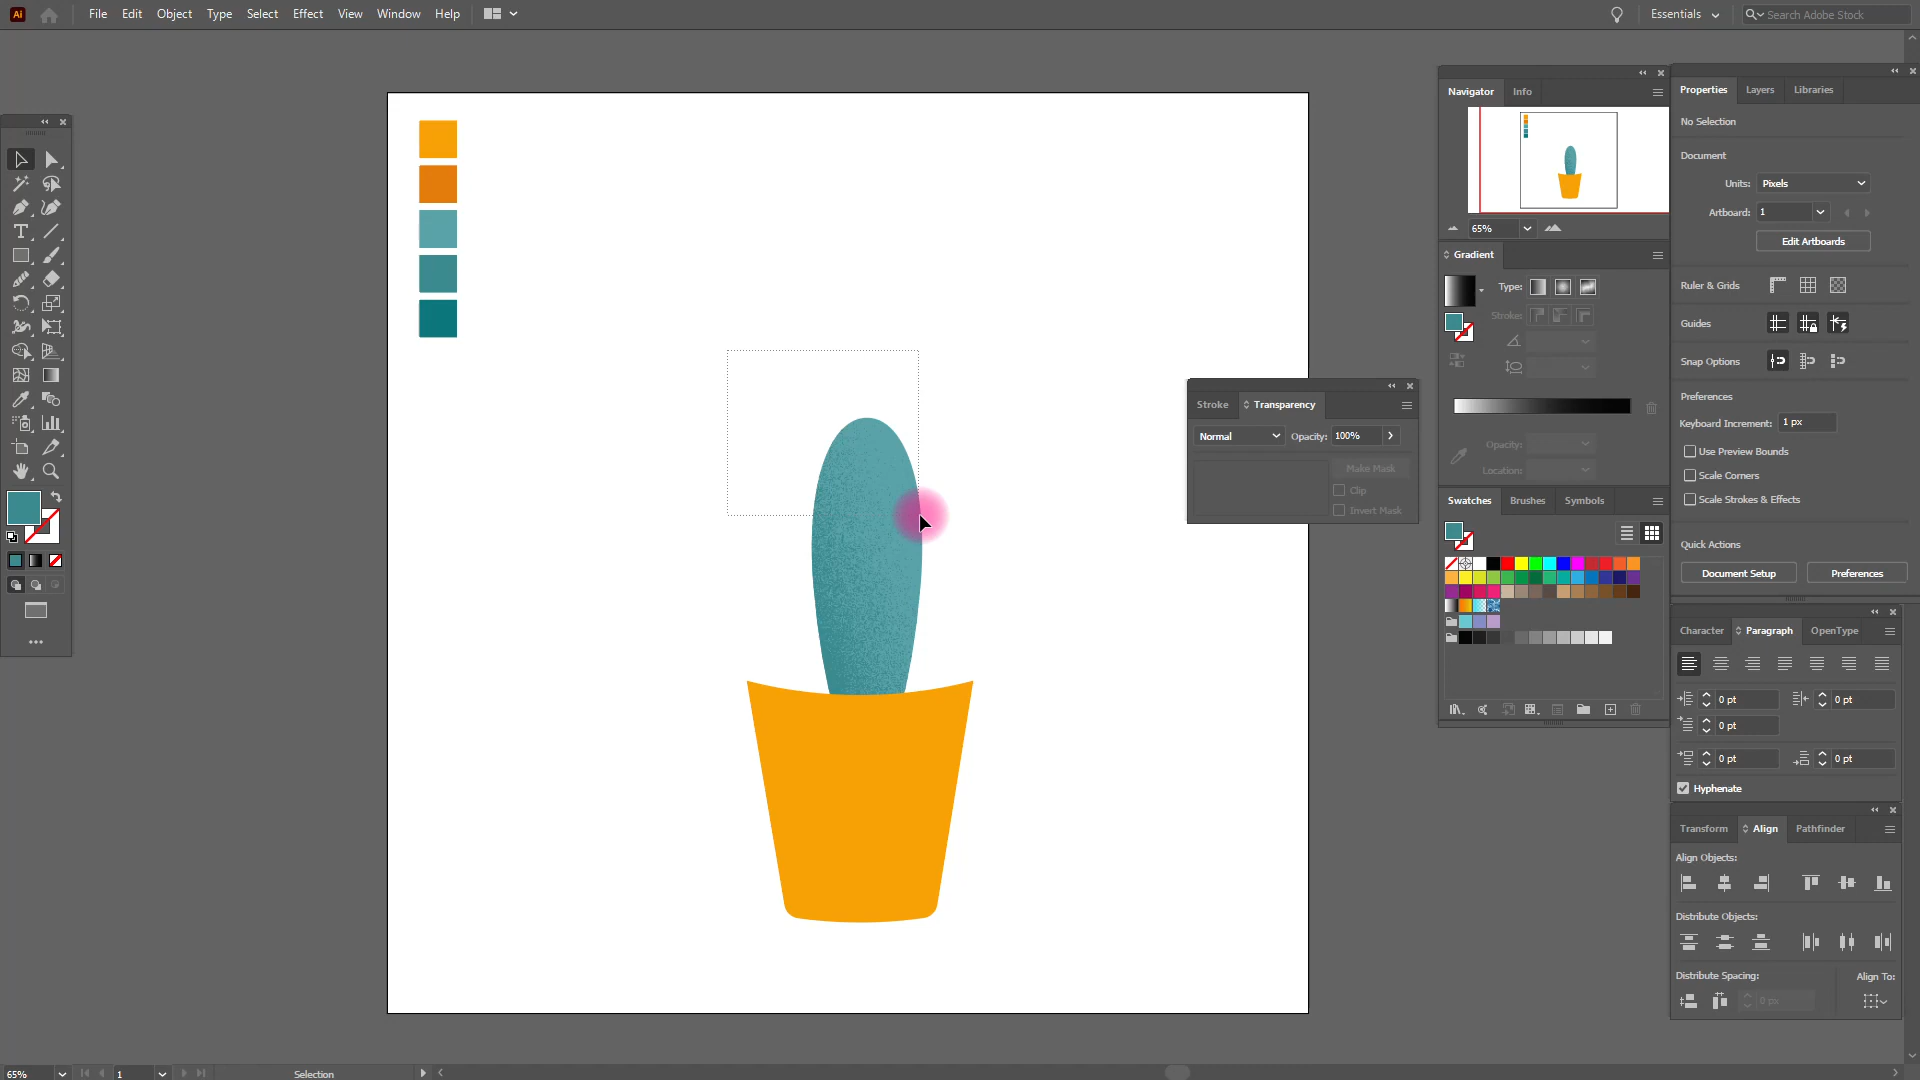 Ai File Edit Object Type Select Effect View Window Help Essentials Search Adobe Stock
Navigator Info
65%
Gradient
Type:
Stroke:
Opacity:
Location:
Swatches Brushes Symbols
Stroke Transparency
Normal Opacity: 100%
Make Mask
Clip
Invert Mask
Properties Layers Libraries
No Selection
Document
Units: Pixels
Artboard: 1
Edit Artboards
Ruler & Grids
Guides
Snap Options
Preferences
Keyboard Increment: 1 px
Use Preview Bounds
Scale Corners
Scale Strokes & Effects
Quick Actions
Document Setup Preferences
Character Paragraph OpenType
0 pt 0 pt
0 pt
0 pt 0 pt
Hyphenate
Transform Align Pathfinder
Align Objects:
Distribute Objects:
Distribute Spacing: Align To:
0 px
65% 1 Selection